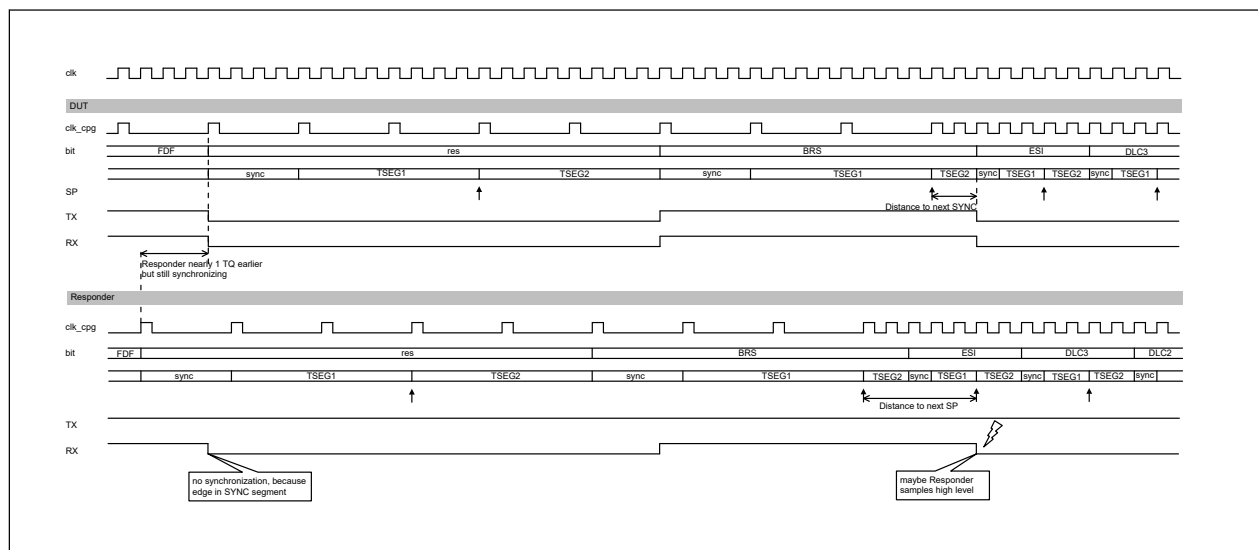 clk
DUT
clk_cpg
bit FDF res BRS ESI DLC3
sync TSEG1 TSEG2 sync TSEG1 TSEG2 sync TSEG1 TSEG2 sync TSEG1
SP
Distance to next SYNC
TX
RX
Responder nearly 1 TQ earlier
but still synchronizing
Responder
clk_cpg
bit FDF res BRS ESI DLC3 DLC2
sync TSEG1 TSEG2 sync TSEG1 TSEG2 sync TSEG1 TSEG2 sync TSEG1 TSEG2 sync
Distance to next SP
TX
RX
no synchronization, because
edge in SYNC segment
maybe Responder
samples high level